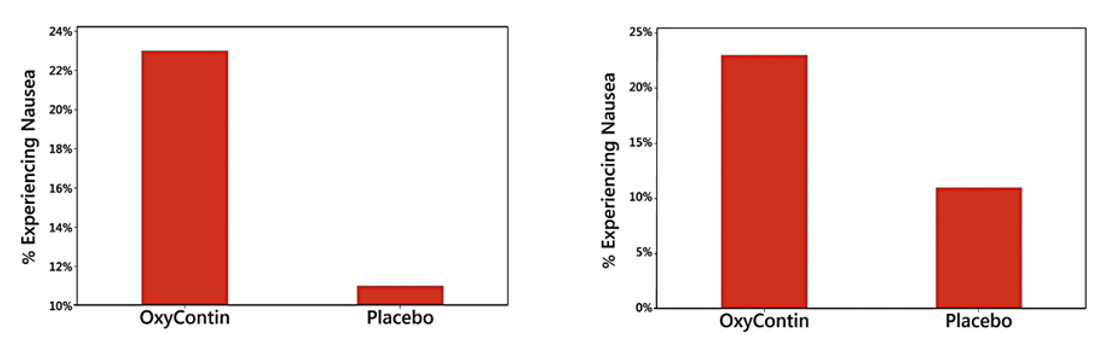 % Experiencing Nausea
24%
22%
20%
18%
16%
14%
12%
10%
OxyContin
Placebo
% Experiencing Nausea
25%
20%
15%
10%
5%
0%
OxyContin
Placebo